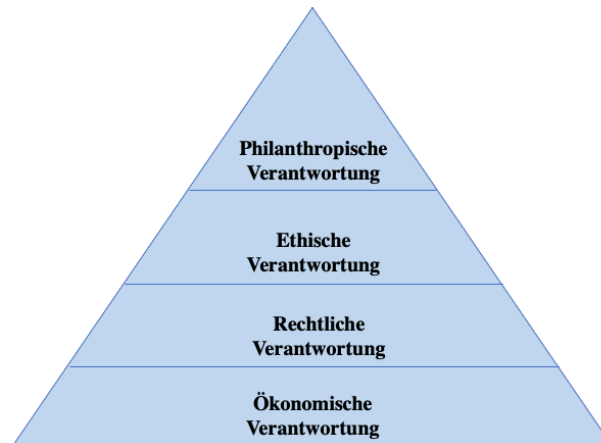 Philanthropische
Verantwortung
Ethische
Verantwortung
Rechtliche
Verantwortung
Ökonomische
Verantwortung